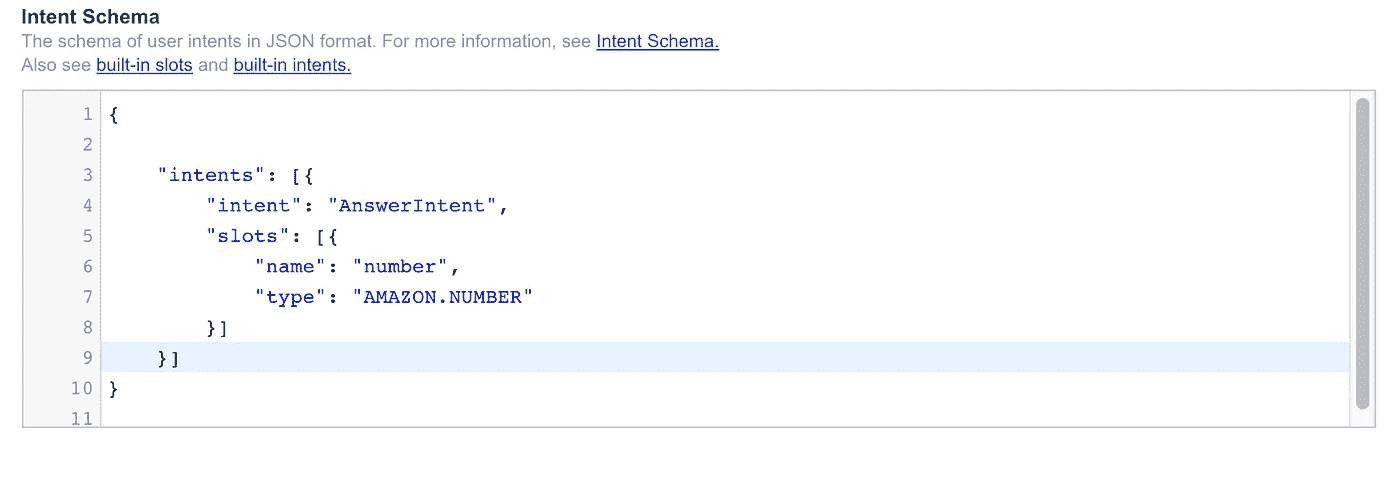 Intent Schema
The schema of user intents in JSON format. For more information, see Intent Schema.
Also see built-in slots and built-in intents.
1 {
2
3     "intents": [{
4         "intent": "AnswerIntent",
5         "slots": [{
6             "name": "number",
7             "type": "AMAZON.NUMBER"
8         }]
9     }]
10 }
11